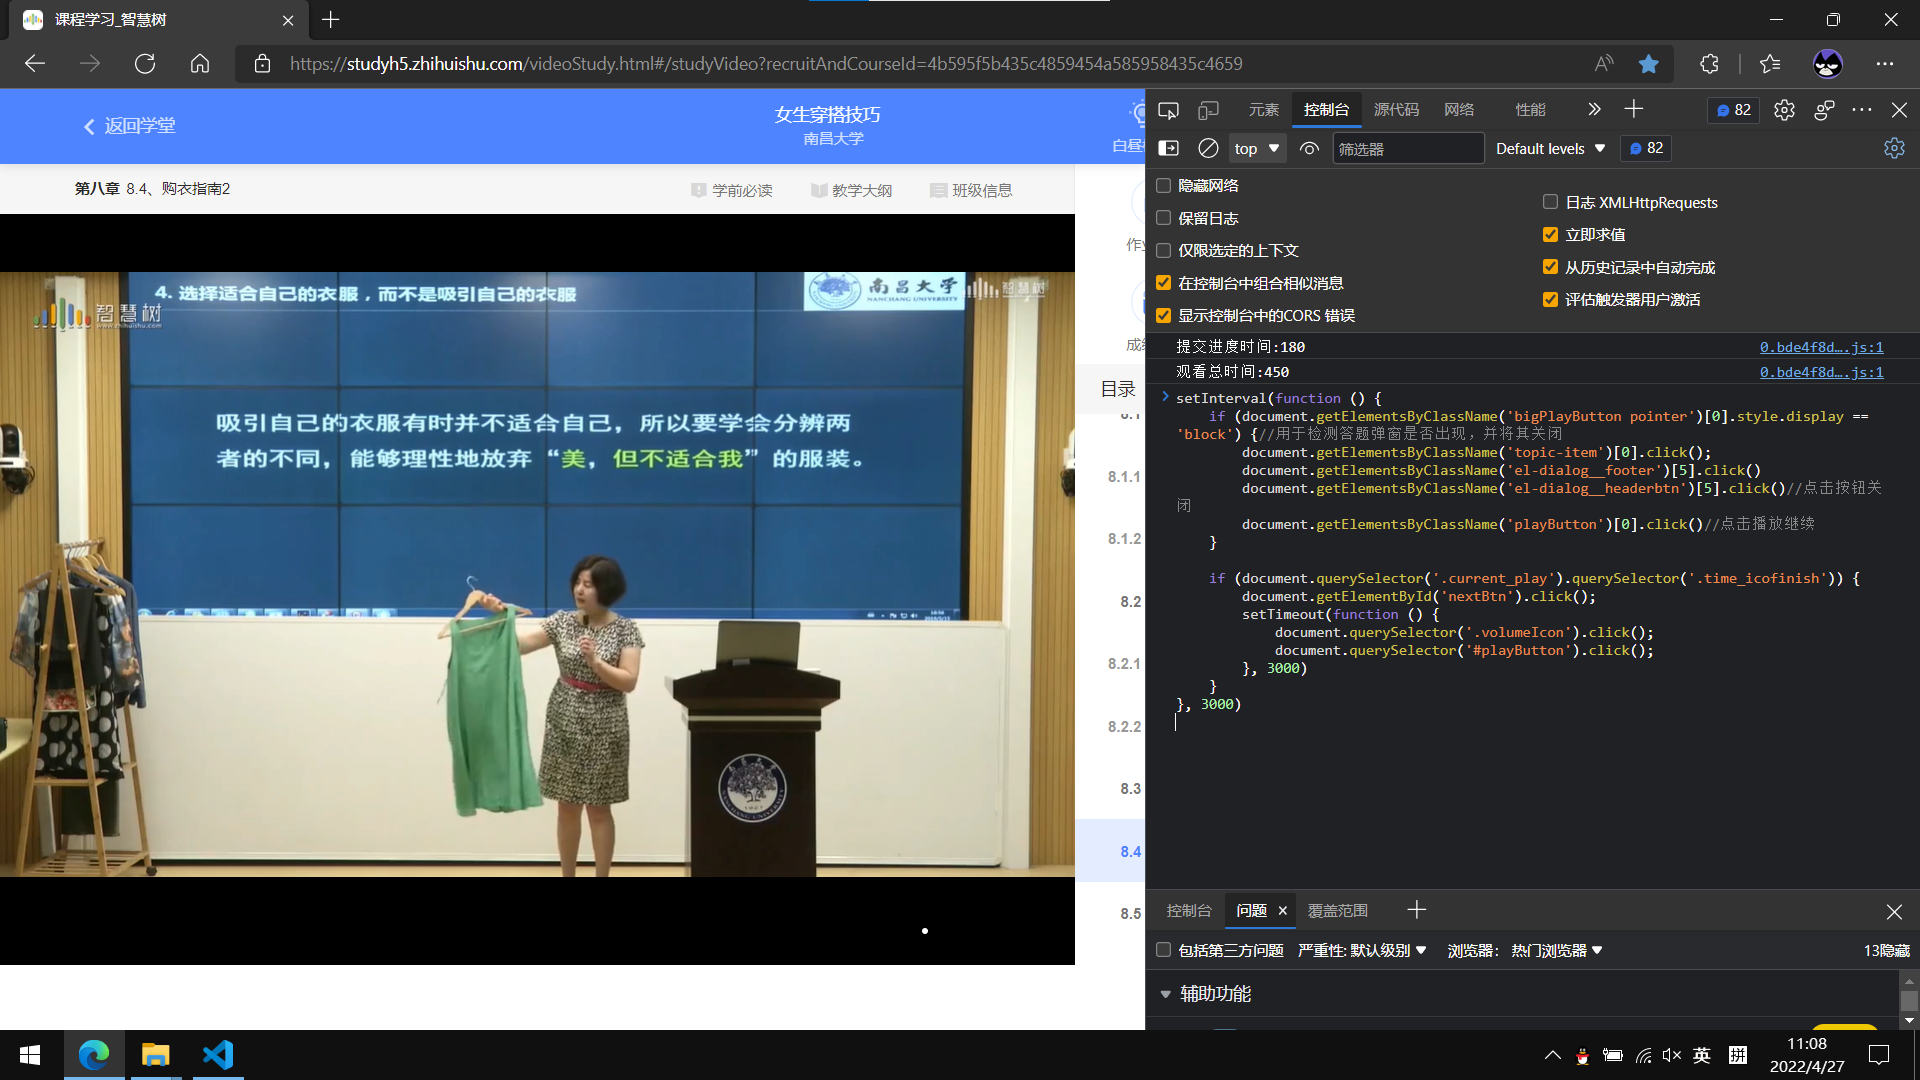 课程学习_智慧树
https://studyh5.zhihuishu.com/videoStudy.html#/studyVideo?recruitAndCourseId=4b595f5b435c4859454a585958435c4659
返回学堂
女生穿搭技巧
南昌大学
白昼
第八章 8.4、购衣指南2
学前必读
教学大纲
班级信息
4. 选择适合自己的衣服，而不是吸引自己的衣服
南昌大学
NANCHANG UNIVERSITY
智慧树
智慧树
www.zhihuishu.com
吸引自己的衣服有时并不适合自己，所以要学会分辨两
者的不同，能够理性地放弃“美，但不适合我”的服装。
目录
8.1
8.1.1
8.1.2
8.2
8.2.1
8.2.2
8.3
8.4
8.5
元素
控制台
源代码
网络
性能
82
top
筛选器
Default levels
82
隐藏网络
保留日志
仅限选定的上下文
在控制台中组合相似消息
显示控制台中的CORS 错误
日志 XMLHttpRequests
立即求值
从历史记录中自动完成
评估触发器用户激活
提交进度时间:180
0.bde4f8d….js:1
观看总时间:450
0.bde4f8d….js:1
setInterval(function () {
if (document.getElementsByClassName('bigPlayButton pointer')[0].style.display ==
'block') {//用于检测答题弹窗是否出现，并将其关闭
document.getElementsByClassName('topic-item')[0].click();
document.getElementsByClassName('el-dialog__footer')[5].click()
document.getElementsByClassName('el-dialog__headerbtn')[5].click()//点击按钮关
闭
document.getElementsByClassName('playButton')[0].click()//点击播放继续
}
if (document.querySelector('.current_play').querySelector('.time_icofinish')) {
document.getElementById('nextBtn').click();
setTimeout(function () {
document.querySelector('.volumeIcon').click();
document.querySelector('#playButton').click();
}, 3000)
}
}, 3000)
控制台
问题
覆盖范围
包括第三方问题
严重性: 默认级别
浏览器: 热门浏览器
13隐藏
辅助功能
英
拼
11:08
2022/4/27